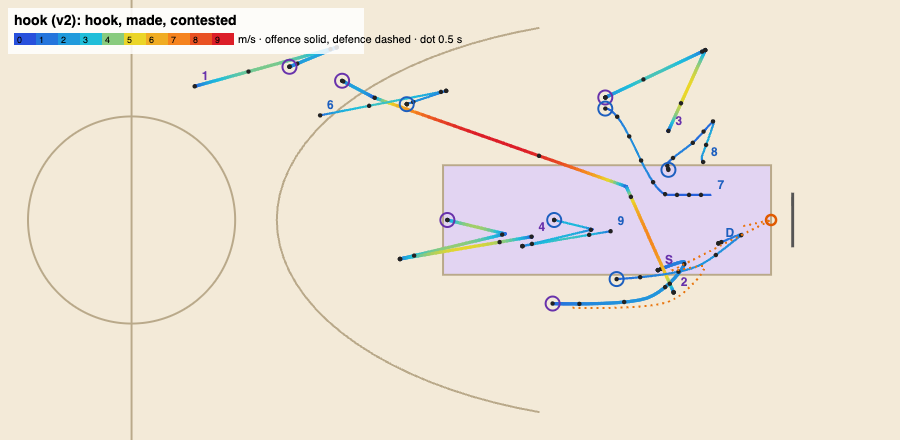 hook (v2): hook, made, contested
0 1 2 3 4 5 6 7 8 9 m/s · offence solid, defence dashed · dot 0.5 s
1
6
3
8
7
4
9
D
S
2